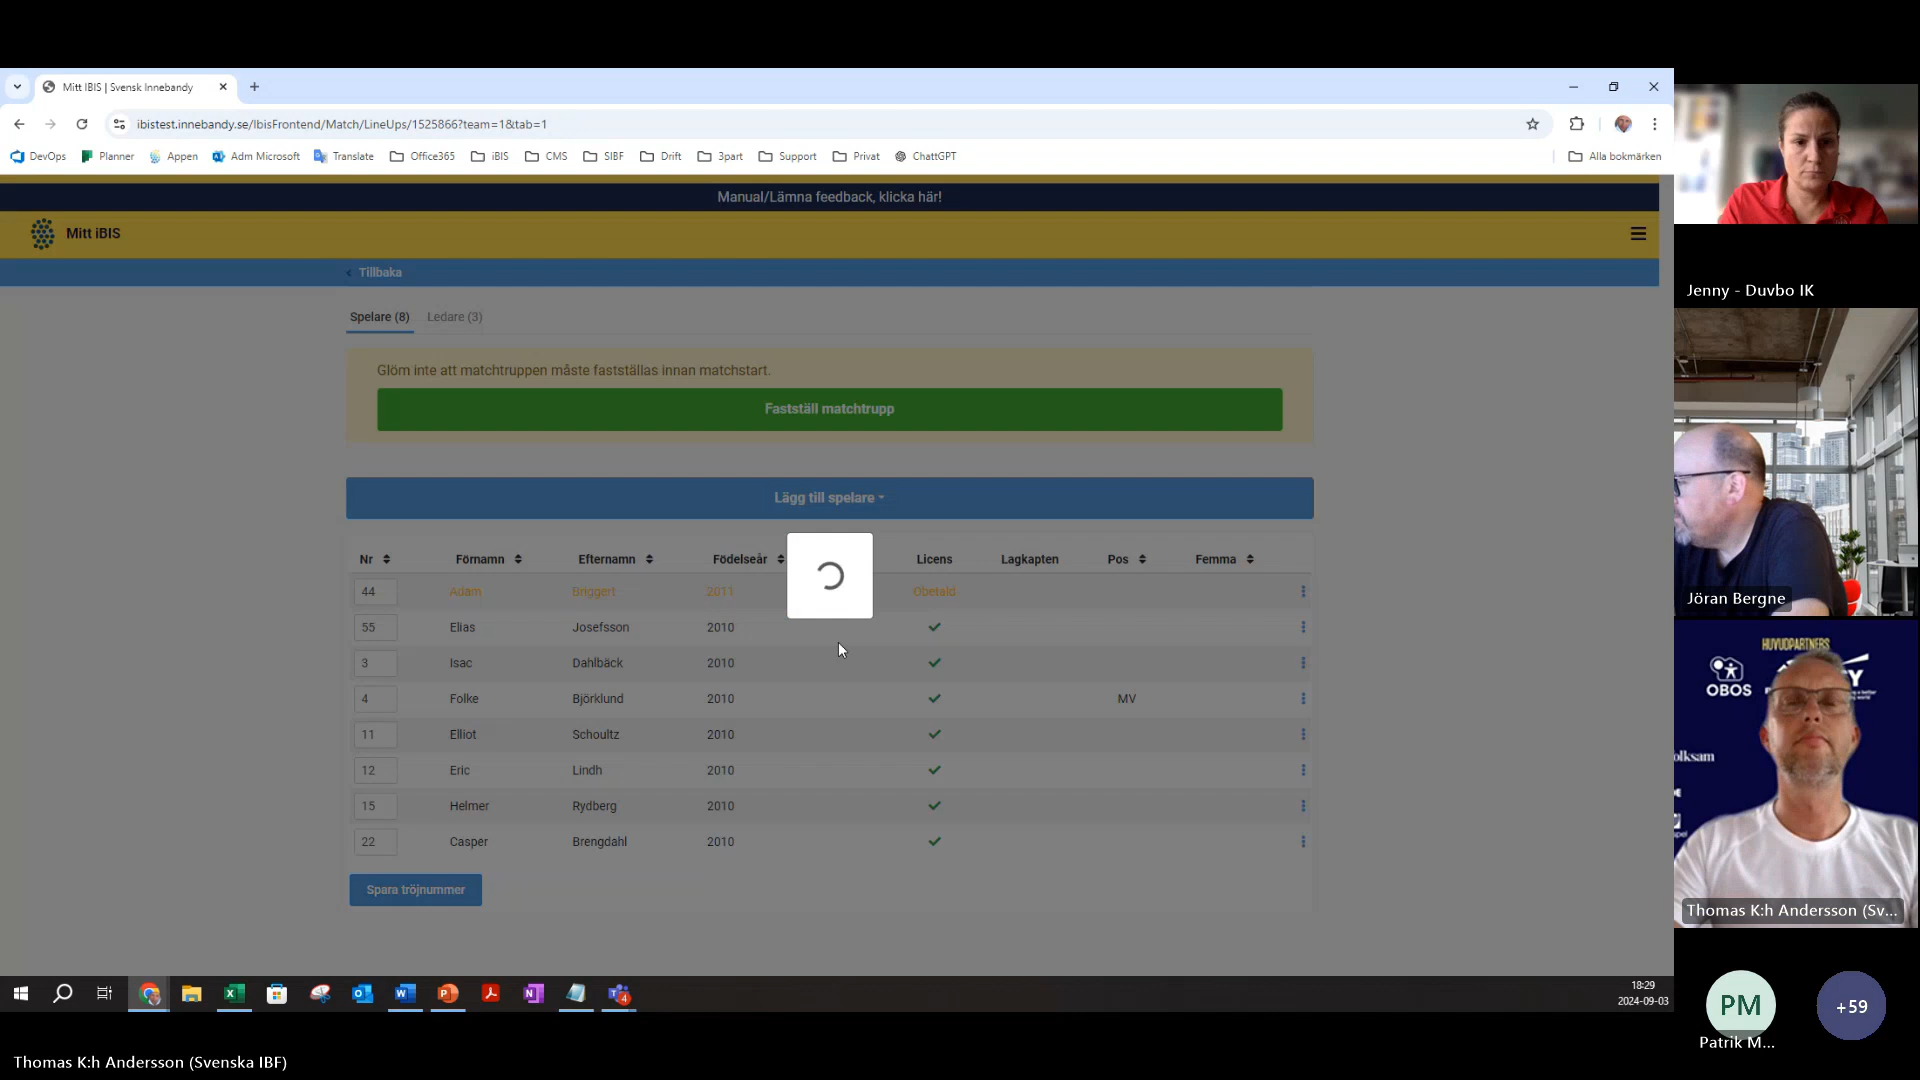 Mitt IBIS | Svensk Innebandy
ibistest.innebandy.se/IbisFrontend/Match/LineUps/1525866?team=1&tab=1
DevOps Planner Appen Adm Microsoft Translate Office365 iBIS CMS SIBF Drift 3part Support Privat ChatGPT Alla bokmärken
Manual/Lämna feedback, klicka här!
Mitt iBIS
Tillbaka
Spelare (8) Ledare (3)
Glöm inte att matchtruppen måste fastställas innan matchstart.
Fastställ matchtrupp
Lägg till spelare
Nr Förnamn Efternamn Födelseår Licens Lagkapten Pos Femma
44 Adam Briggert 2011 Obetald
55 Elias Josefsson 2010
3 Isac Dahlbäck 2010
4 Folke Björklund 2010 MV
11 Elliot Schoultz 2010
12 Eric Lindh 2010
15 Helmer Rydberg 2010
22 Casper Brengdahl 2010
Spara tröjnummer
18:29
2024-09-03
Thomas K:h Andersson (Svenska IBF)
Jenny - Duvbo IK
Jöran Bergne
HUVUDPARTNERS
OBOS
Thomas K:h Andersson (Sv...
PM
Patrik M...
+59